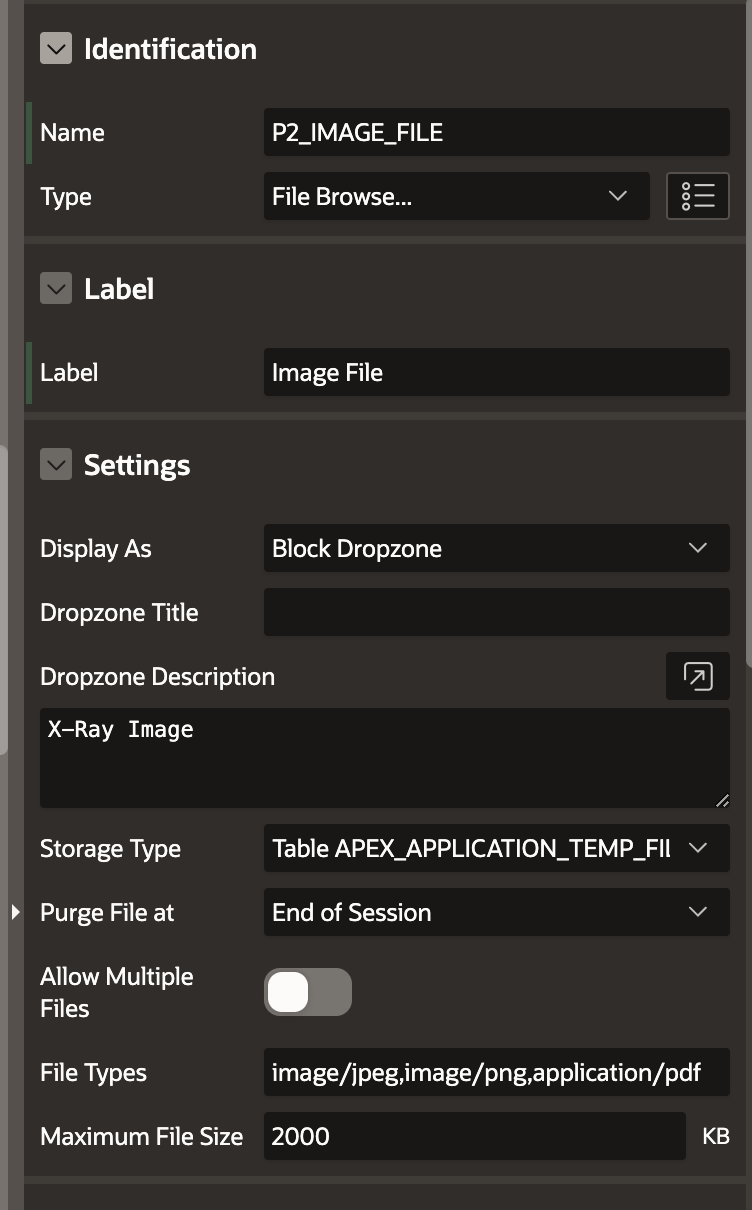 Identification
Name P2_IMAGE_FILE
Type File Browse...
Label
Label Image File
Settings
Display As Block Dropzone
Dropzone Title
Dropzone Description
X-Ray Image
Storage Type Table APEX_APPLICATION_TEMP_FIL
Purge File at End of Session
Allow Multiple
Files
File Types image/jpeg,image/png,application/pdf
Maximum File Size 2000 KB